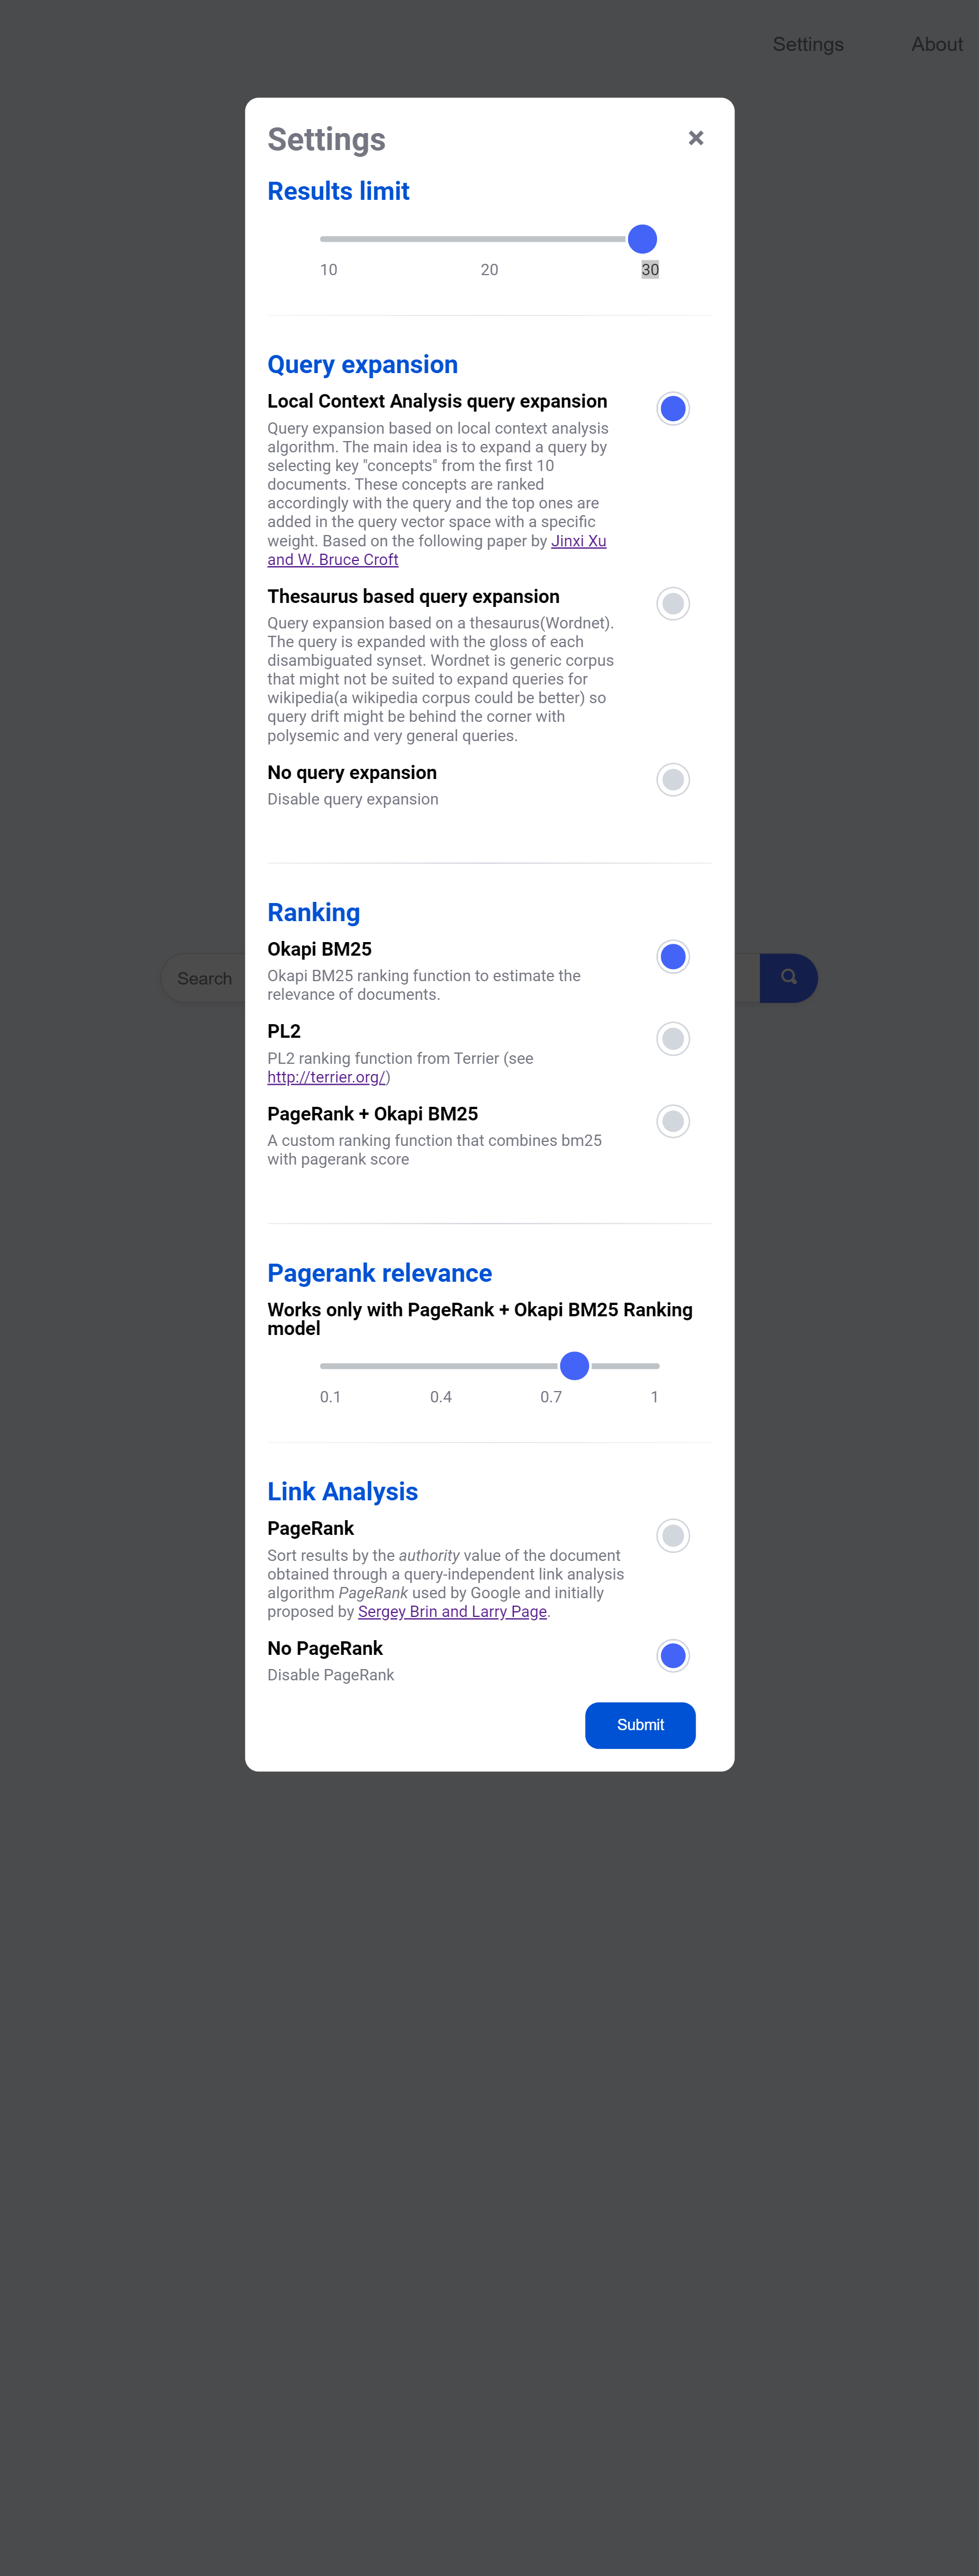 Settings About
Settings ×
Results limit
10 20 30
Query expansion
Local Context Analysis query expansion
Query expansion based on local context analysis
algorithm. The main idea is to expand a query by
selecting key "concepts" from the first 10
documents. These concepts are ranked
accordingly with the query and the top ones are
added in the query vector space with a specific
weight. Based on the following paper by Jinxi Xu
and W. Bruce Croft
Thesaurus based query expansion
Query expansion based on a thesaurus(Wordnet).
The query is expanded with the gloss of each
disambiguated synset. Wordnet is generic corpus
that might not be suited to expand queries for
wikipedia(a wikipedia corpus could be better) so
query drift might be behind the corner with
polysemic and very general queries.
No query expansion
Disable query expansion
Ranking
Okapi BM25
Okapi BM25 ranking function to estimate the
relevance of documents.
Search
PL2
PL2 ranking function from Terrier (see
http://terrier.org/)
PageRank + Okapi BM25
A custom ranking function that combines bm25
with pagerank score
Pagerank relevance
Works only with PageRank + Okapi BM25 Ranking
model
0.1 0.4 0.7 1
Link Analysis
PageRank
Sort results by the authority value of the document
obtained through a query-independent link analysis
algorithm PageRank used by Google and initially
proposed by Sergey Brin and Larry Page.
No PageRank
Disable PageRank
Submit